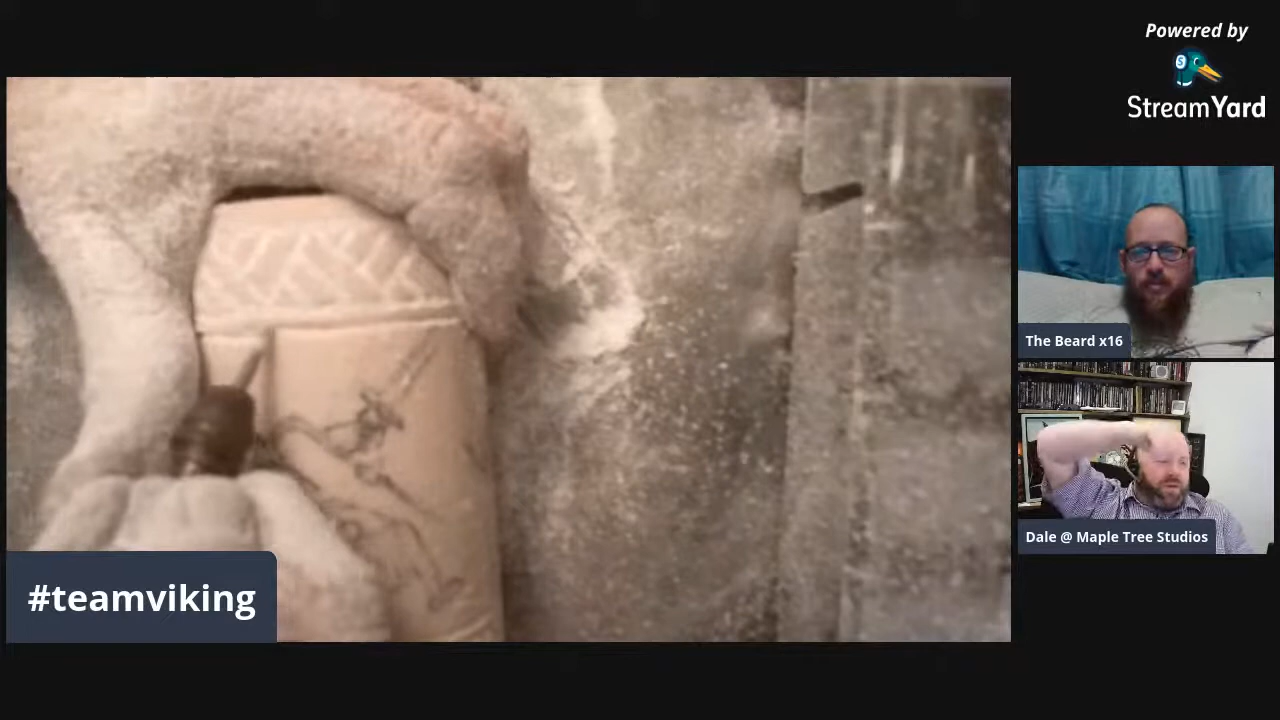 Powered by
StreamYard
The Beard x16
Dale @ Maple Tree Studios
#teamviking